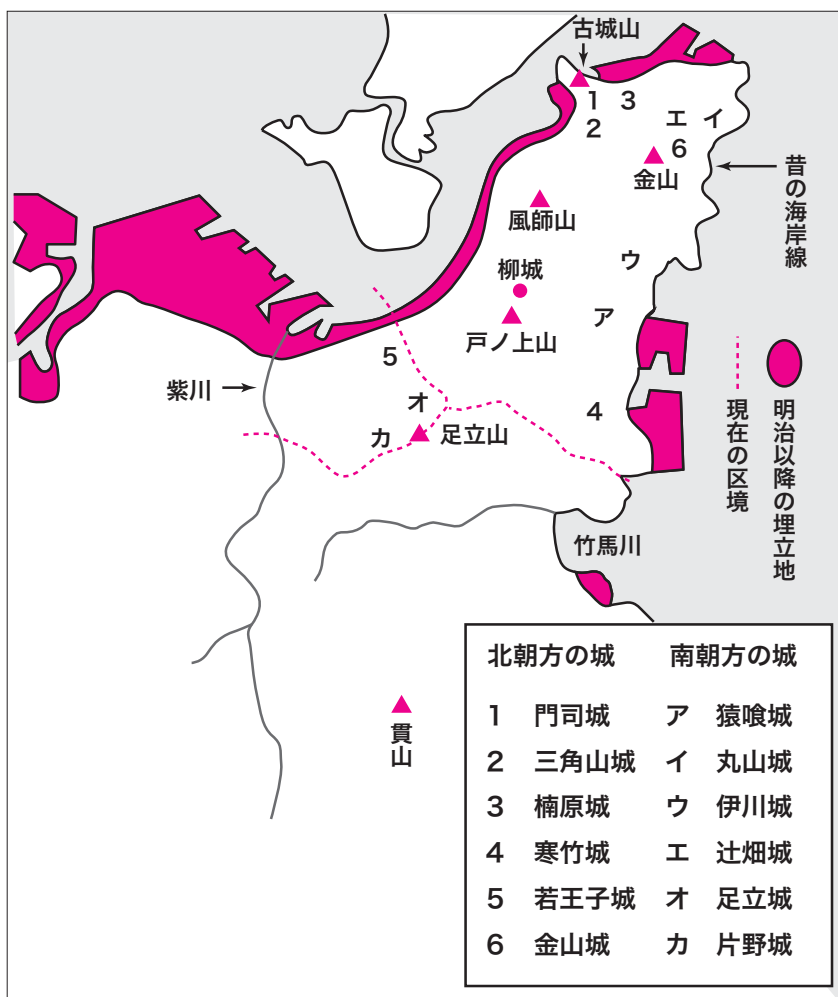 古城山
1
3
2
エ
イ
6
金山
昔の海岸線
風師山
ウ
柳城
ア
戸ノ上山
5
紫川
オ
4
カ
足立山
現在の区境
明治以降の埋立地
竹馬川
貫山
北朝方の城 南朝方の城
1 門司城 ア 猿喰城
2 三角山城 イ 丸山城
3 楠原城 ウ 伊川城
4 寒竹城 エ 辻畑城
5 若王子城 オ 足立城
6 金山城 カ 片野城